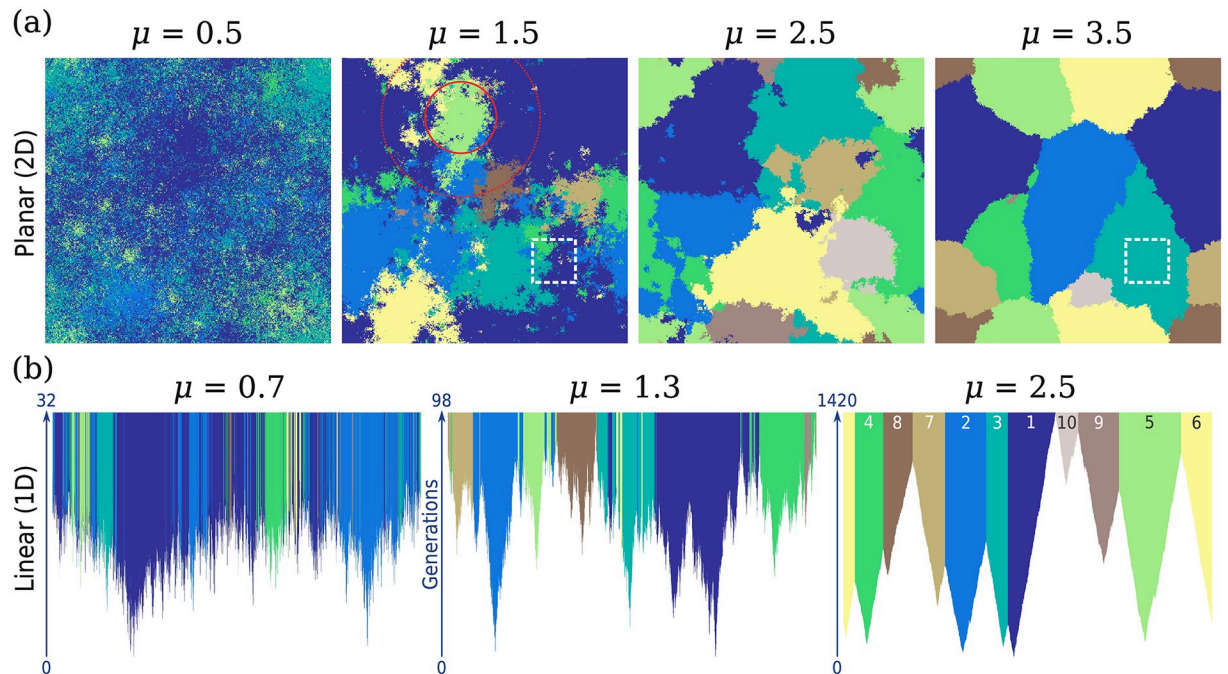 (a)
μ = 0.5 μ = 1.5 μ = 2.5 μ = 3.5
Planar (2D)
(b)
μ = 0.7 μ = 1.3 μ = 2.5
Linear (1D)
32 98 1420
Generations
4 8 7 2 3 1 10 9 5 6
0 0 0